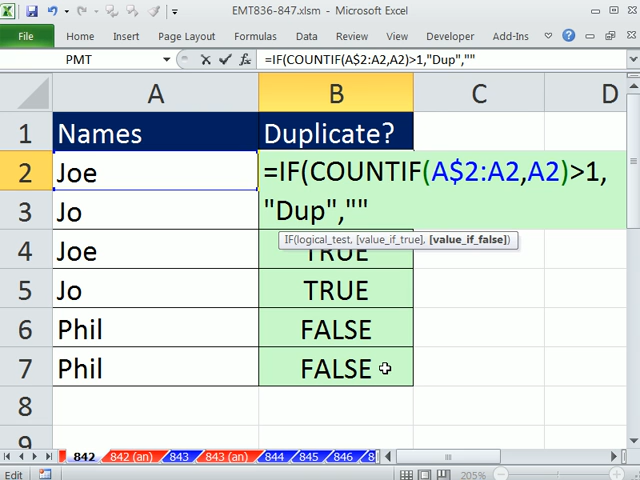 EMT836-847.xlsm - Microsoft Excel
File Home Insert Page Layout Formulas Data Review View Developer Add-Ins
PMT fx =IF(COUNTIF(A$2:A2,A2)>1,"Dup",""
A B C D
1 Names Duplicate?
2 Joe =IF(COUNTIF(A$2:A2,A2)>1,
3 Jo "Dup",""
IF(logical_test, [value_if_true], [value_if_false])
4 Joe TRUE
5 Jo TRUE
6 Phil FALSE
7 Phil FALSE
8
9
842 842 (an) 843 843 (an) 844 845 846 8
Edit 205%